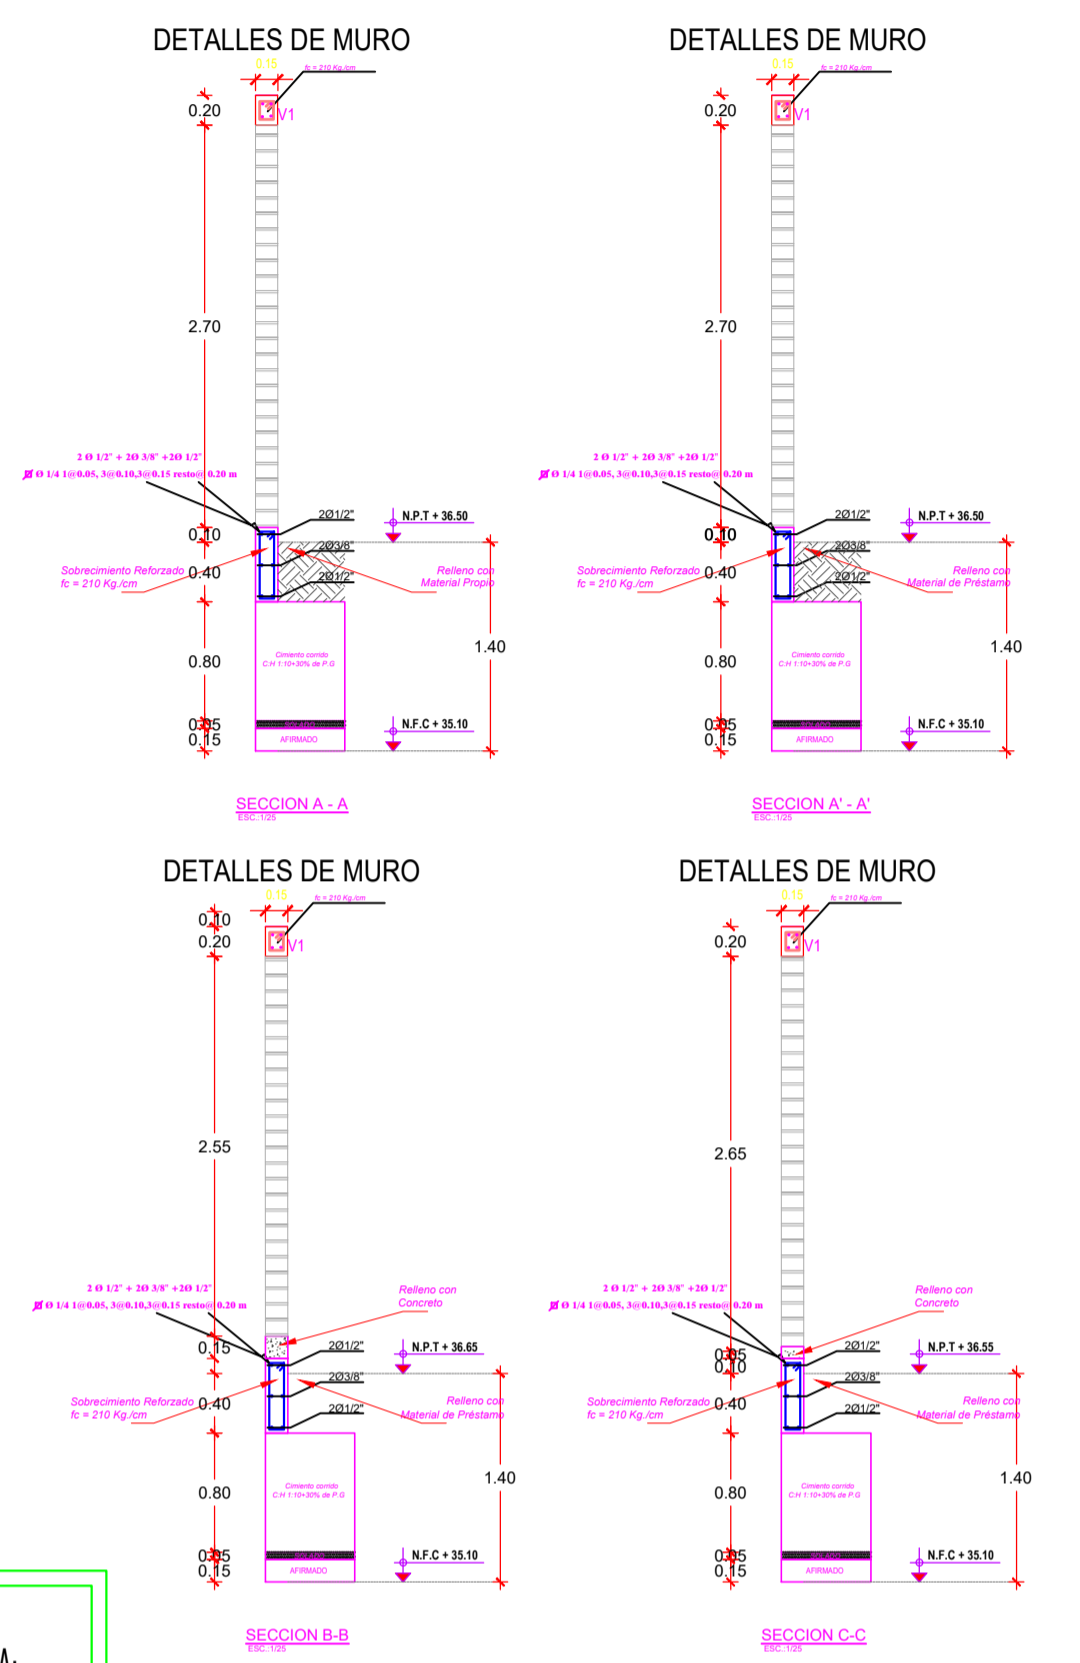 DETALLES DE MURO
0.15
fc = 210 Kg./cm
0.20
V1
2.70
2 Ø 1/2" + 2Ø 3/8" +2Ø 1/2"
Ø 1/4 1@0.05, 3@0.10,3@0.15 resto@ 0.20 m
2Ø1/2"
N.P.T + 36.50
0.10
2Ø3/8"
Sobrecimiento Reforzado
fc = 210 Kg./cm
0.40
2Ø1/2"
Relleno con
Material Propio
1.40
Cimiento corrido
C:H 1:10+30% de P.G
0.80
0.05
N.F.C + 35.10
0.15
AFIRMADO
SECCION A - A
ESC.:1/25
DETALLES DE MURO
0.15
fc = 210 Kg./cm
0.20
V1
2.70
2 Ø 1/2" + 2Ø 3/8" +2Ø 1/2"
Ø 1/4 1@0.05, 3@0.10,3@0.15 resto@ 0.20 m
2Ø1/2"
N.P.T + 36.50
0.10
2Ø3/8"
Sobrecimiento Reforzado
fc = 210 Kg./cm
0.40
2Ø1/2"
Relleno con
Material de Préstamo
1.40
Cimiento corrido
C:H 1:10+30% de P.G
0.80
0.05
N.F.C + 35.10
0.15
AFIRMADO
SECCION A' - A'
ESC.:1/25
DETALLES DE MURO
0.15
fc = 210 Kg./cm
0.10
0.20
V1
2.55
2 Ø 1/2" + 2Ø 3/8" +2Ø 1/2"
Ø 1/4 1@0.05, 3@0.10,3@0.15 resto@ 0.20 m
Relleno con
Concreto
0.15
2Ø1/2"
N.P.T + 36.65
2Ø3/8"
Sobrecimiento Reforzado
fc = 210 Kg./cm
0.40
2Ø1/2"
Relleno con
Material de Préstamo
1.40
Cimiento corrido
C:H 1:10+30% de P.G
0.80
0.05
N.F.C + 35.10
0.15
AFIRMADO
SECCION B-B
ESC.:1/25
DETALLES DE MURO
0.15
fc = 210 Kg./cm
0.20
V1
2.65
2 Ø 1/2" + 2Ø 3/8" +2Ø 1/2"
Ø 1/4 1@0.05, 3@0.10,3@0.15 resto@ 0.20 m
Relleno con
Concreto
0.05
0.10
2Ø1/2"
N.P.T + 36.55
2Ø3/8"
Sobrecimiento Reforzado
fc = 210 Kg./cm
0.40
2Ø1/2"
Relleno con
Material de Préstamo
1.40
Cimiento corrido
C:H 1:10+30% de P.G
0.80
0.05
N.F.C + 35.10
0.15
AFIRMADO
SECCION C-C
ESC.:1/25